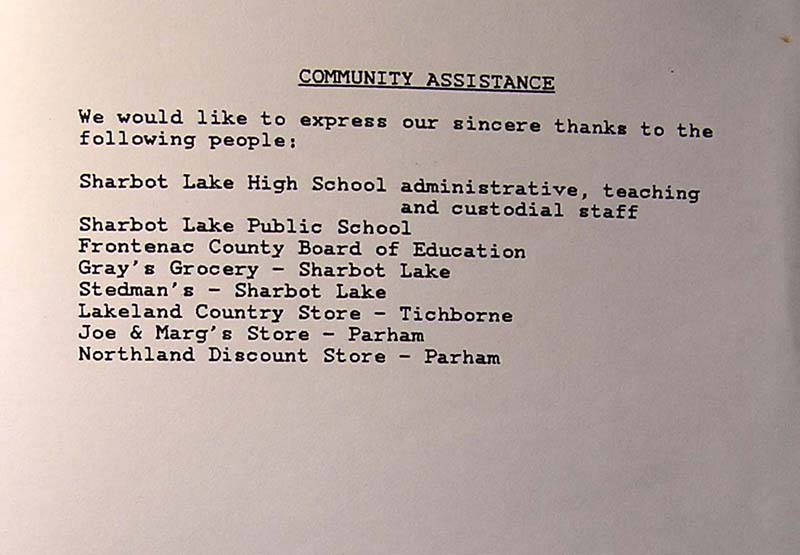 COMMUNITY ASSISTANCE
We would like to express our sincere thanks to the
following people:
Sharbot Lake High School administrative, teaching
and custodial staff
Sharbot Lake Public School
Frontenac County Board of Education
Gray's Grocery - Sharbot Lake
Stedman's - Sharbot Lake
Lakeland Country Store - Tichborne
Joe & Marg's Store - Parham
Northland Discount Store - Parham